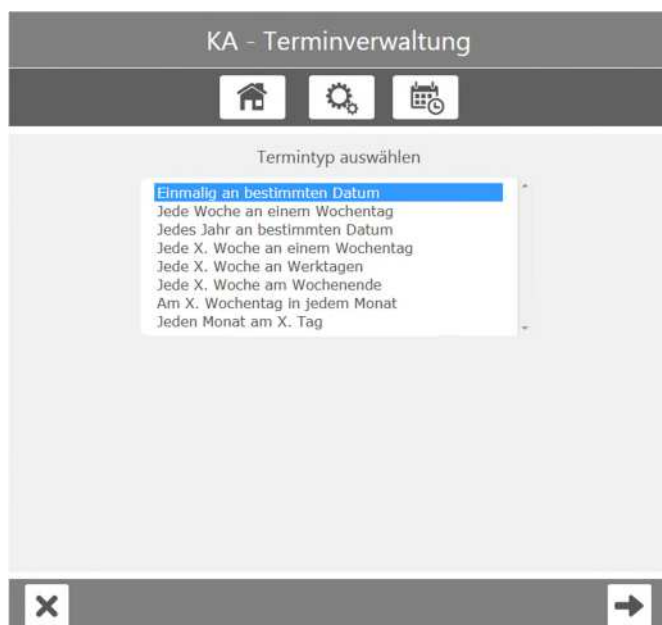 KA - Terminverwaltung
Termintyp auswählen
Einmalig an bestimmten Datum
Jede Woche an einem Wochentag
Jedes Jahr an bestimmten Datum
Jede X. Woche an einem Wochentag
Jede X. Woche an Werktagen
Jede X. Woche am Wochenende
Am X. Wochentag in jedem Monat
Jeden Monat am X. Tag